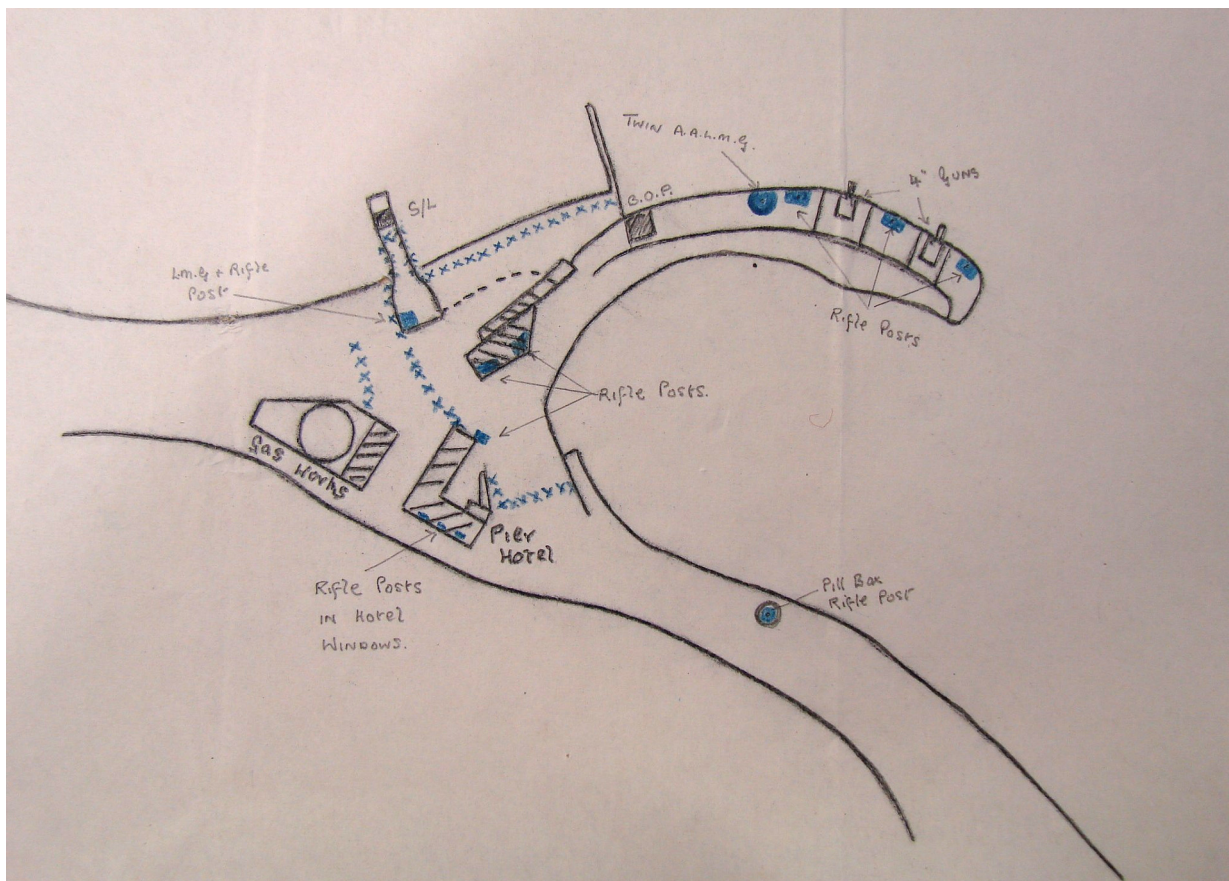 TWIN A.A.L.M.G.
4" GUNS
B.O.P.
S/L
L.M.G + RIFLE
POST
RIFLE POSTS
RIFLE POSTS.
GAS WORKS
PIER
HOTEL
RIFLE POSTS
IN HOTEL
WINDOWS.
PILL BOX
RIFLE POST